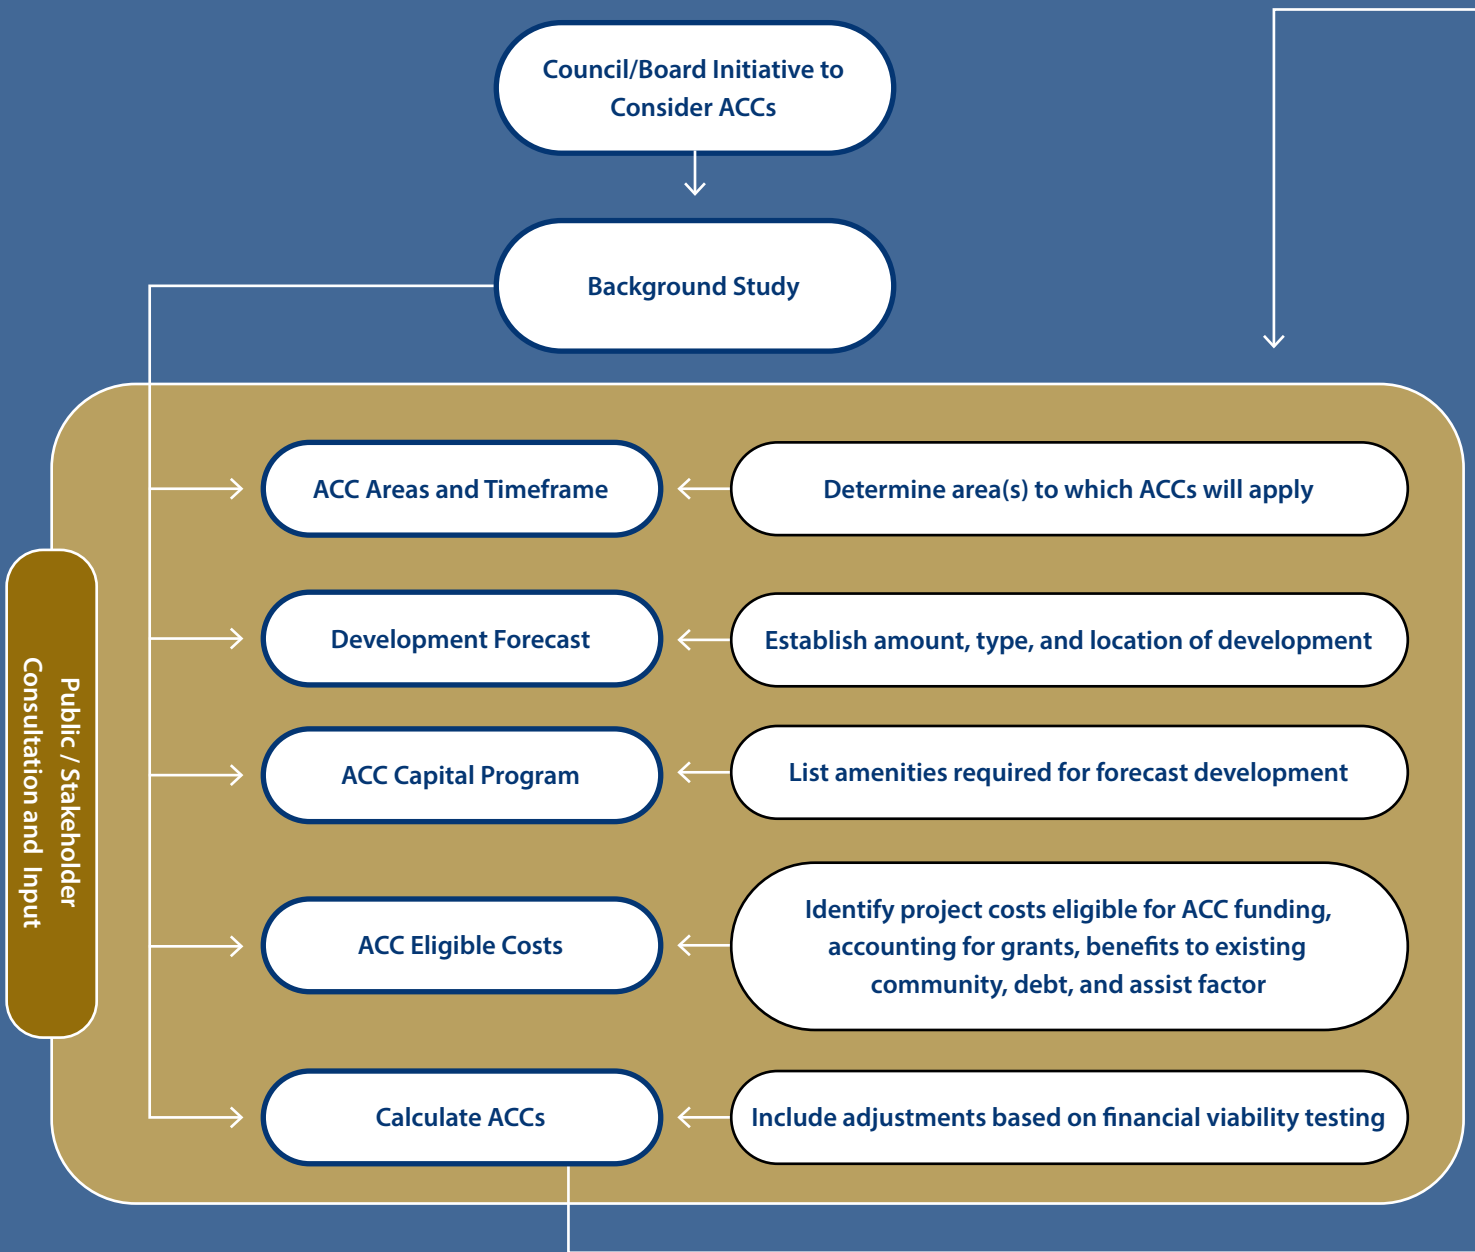 Council/Board Initiative to
Consider ACCs
Background Study
ACC Areas and Timeframe
Determine area(s) to which ACCs will apply
Development Forecast
Establish amount, type, and location of development
ACC Capital Program
List amenities required for forecast development
Public / Stakeholder
Consultation and Input
ACC Eligible Costs
Identify project costs eligible for ACC funding,
accounting for grants, benefits to existing
community, debt, and assist factor
Calculate ACCs
Include adjustments based on financial viability testing